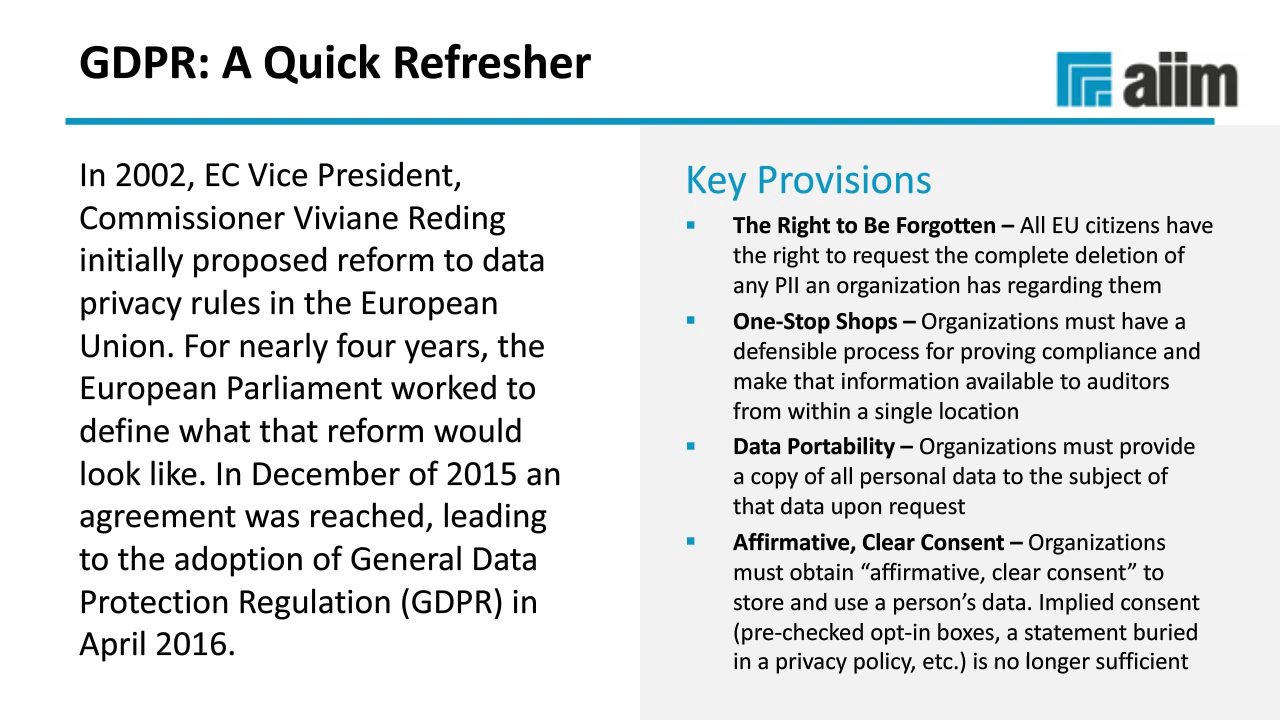 GDPR: A Quick Refresher
aiim
In 2002, EC Vice President,
Commissioner Viviane Reding
initially proposed reform to data
privacy rules in the European
Union. For nearly four years, the
European Parliament worked to
define what that reform would
look like. In December of 2015 an
agreement was reached, leading
to the adoption of General Data
Protection Regulation (GDPR) in
April 2016.
Key Provisions
▪ The Right to Be Forgotten – All EU citizens have
the right to request the complete deletion of
any PII an organization has regarding them
▪ One-Stop Shops – Organizations must have a
defensible process for proving compliance and
make that information available to auditors
from within a single location
▪ Data Portability – Organizations must provide
a copy of all personal data to the subject of
that data upon request
▪ Affirmative, Clear Consent – Organizations
must obtain “affirmative, clear consent” to
store and use a person’s data. Implied consent
(pre-checked opt-in boxes, a statement buried
in a privacy policy, etc.) is no longer sufficient